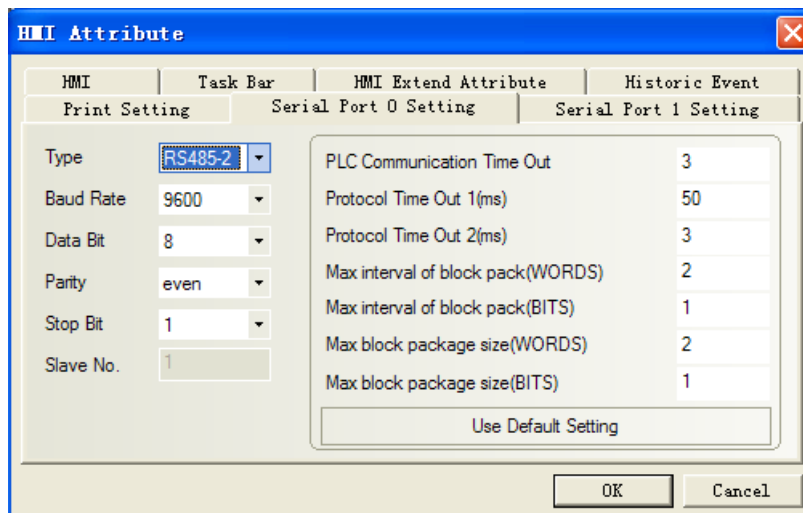 HMI Attribute
HMI Task Bar HMI Extend Attribute Historic Event
Print Setting Serial Port 0 Setting Serial Port 1 Setting
Type RS485-2
Baud Rate 9600
Data Bit 8
Parity even
Stop Bit 1
Slave No. 1
PLC Communication Time Out 3
Protocol Time Out 1(ms) 50
Protocol Time Out 2(ms) 3
Max interval of block pack(WORDS) 2
Max interval of block pack(BITS) 1
Max block package size(WORDS) 2
Max block package size(BITS) 1
Use Default Setting
OK Cancel